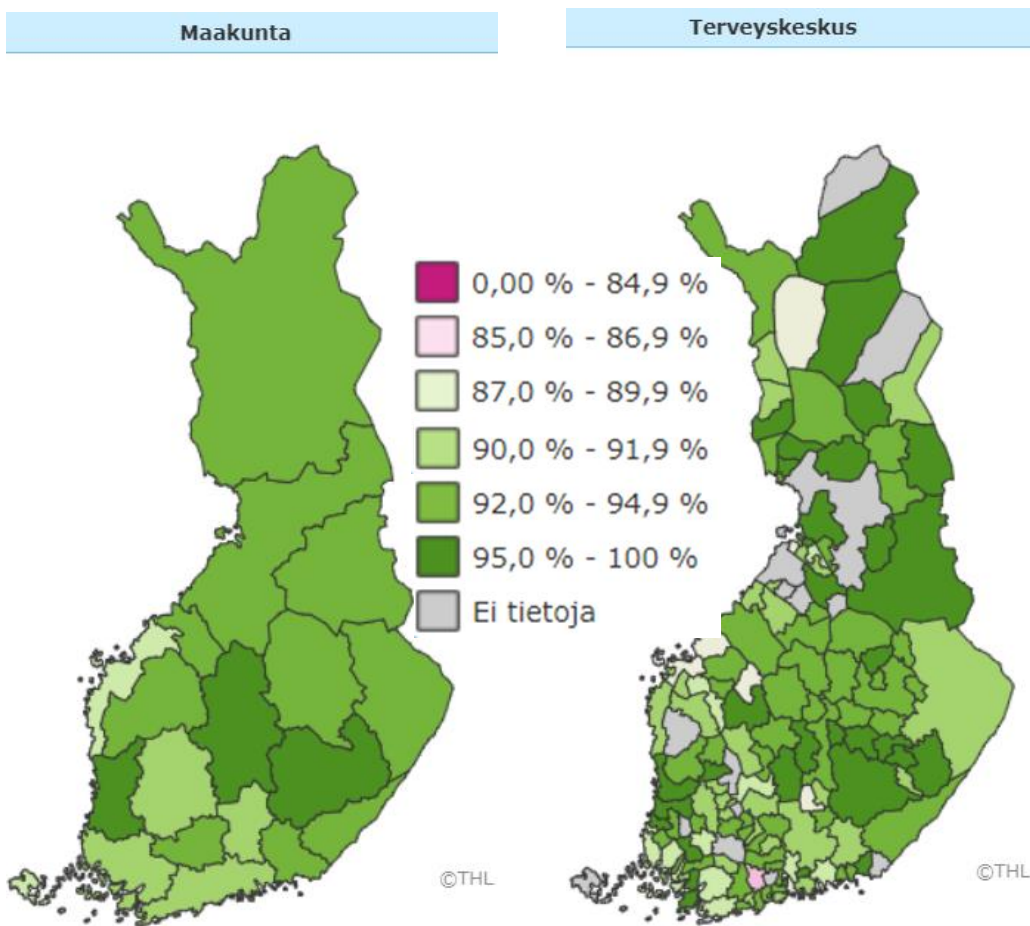 Maakunta
Terveyskeskus
0,00 % - 84,9 %
85,0 % - 86,9 %
87,0 % - 89,9 %
90,0 % - 91,9 %
92,0 % - 94,9 %
95,0 % - 100 %
Ei tietoja
©THL
©THL